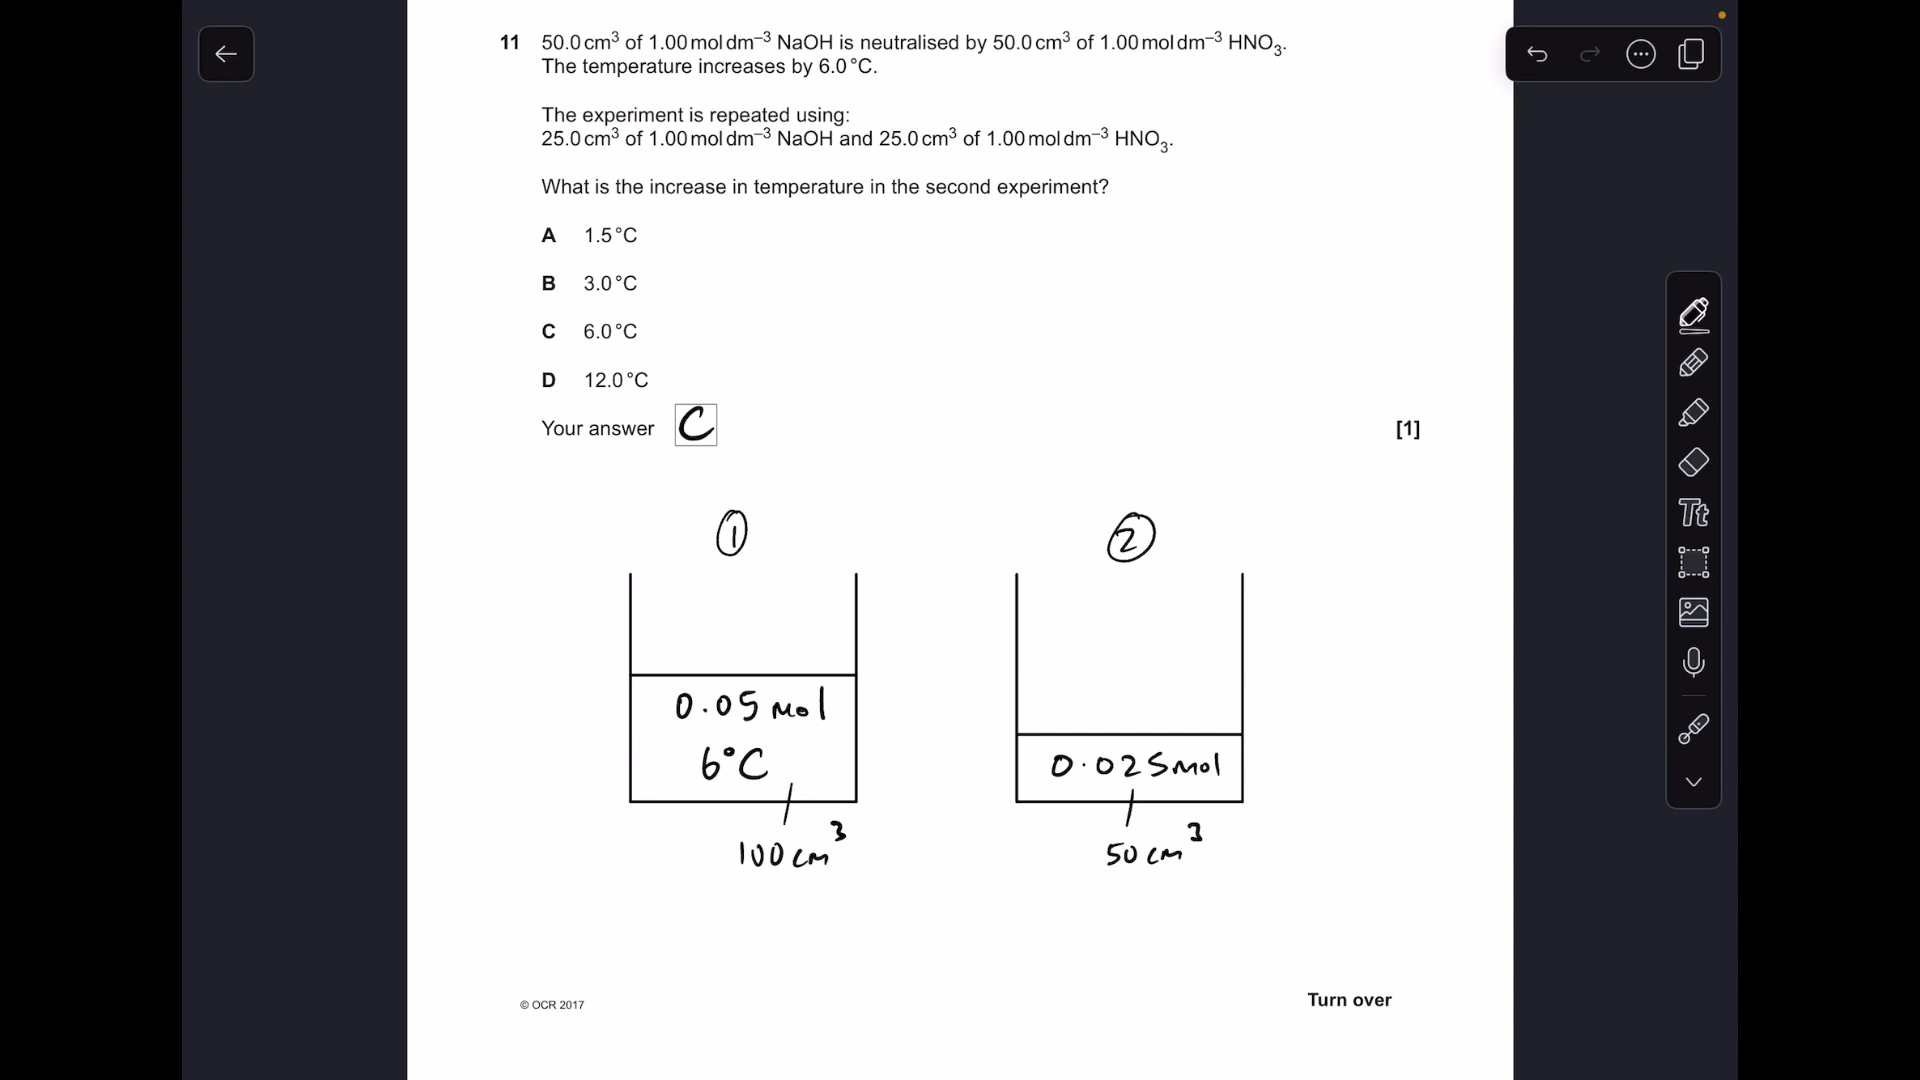 11 50.0 cm³ of 1.00 mol dm⁻³ NaOH is neutralised by 50.0 cm³ of 1.00 mol dm⁻³ HNO₃.
The temperature increases by 6.0 °C.
The experiment is repeated using:
25.0 cm³ of 1.00 mol dm⁻³ NaOH and 25.0 cm³ of 1.00 mol dm⁻³ HNO₃.
What is the increase in temperature in the second experiment?
A 1.5 °C
B 3.0 °C
C 6.0 °C
D 12.0 °C
Your answer C [1]
① ②
0.05 mol
6°C
0.025 mol
100 cm³
50 cm³
© OCR 2017
Turn over
Tt